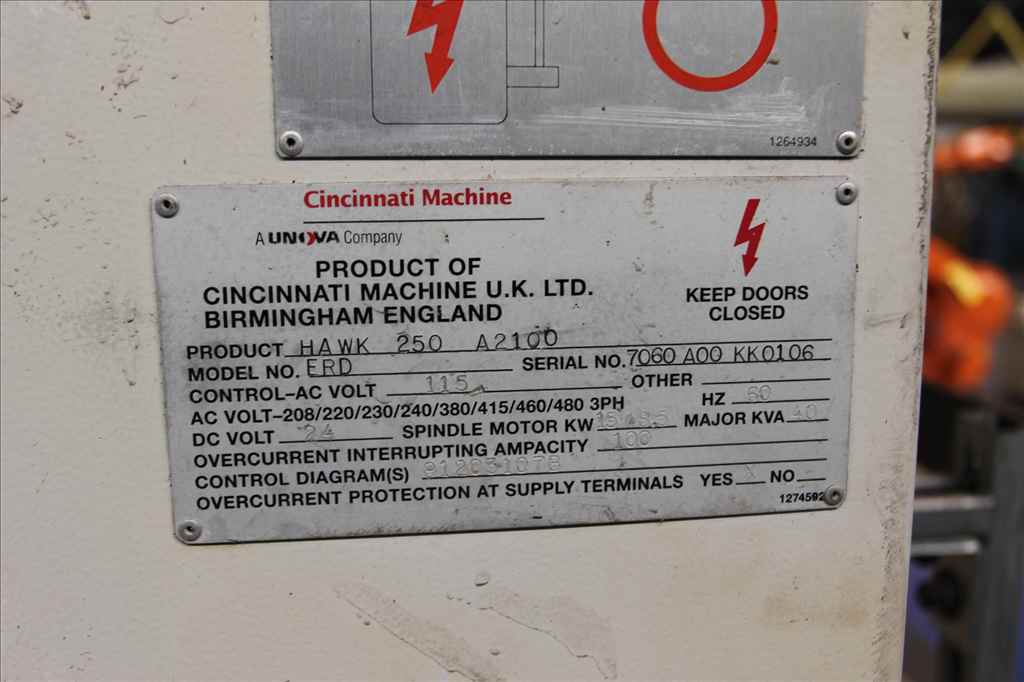 1264934
Cincinnati Machine
A UNOVA Company
PRODUCT OF
CINCINNATI MACHINE U.K. LTD.
BIRMINGHAM ENGLAND
KEEP DOORS
CLOSED
PRODUCT HAWK 250 A2100
MODEL NO. ERD SERIAL NO. 7060 A00 KK0106
CONTROL-AC VOLT 115 OTHER
AC VOLT-208/220/230/240/380/415/460/480 3PH HZ 60
DC VOLT 24 SPINDLE MOTOR KW MAJOR KVA 40
OVERCURRENT INTERRUPTING AMPACITY 100
CONTROL DIAGRAM(S)
OVERCURRENT PROTECTION AT SUPPLY TERMINALS YES X NO
1274592